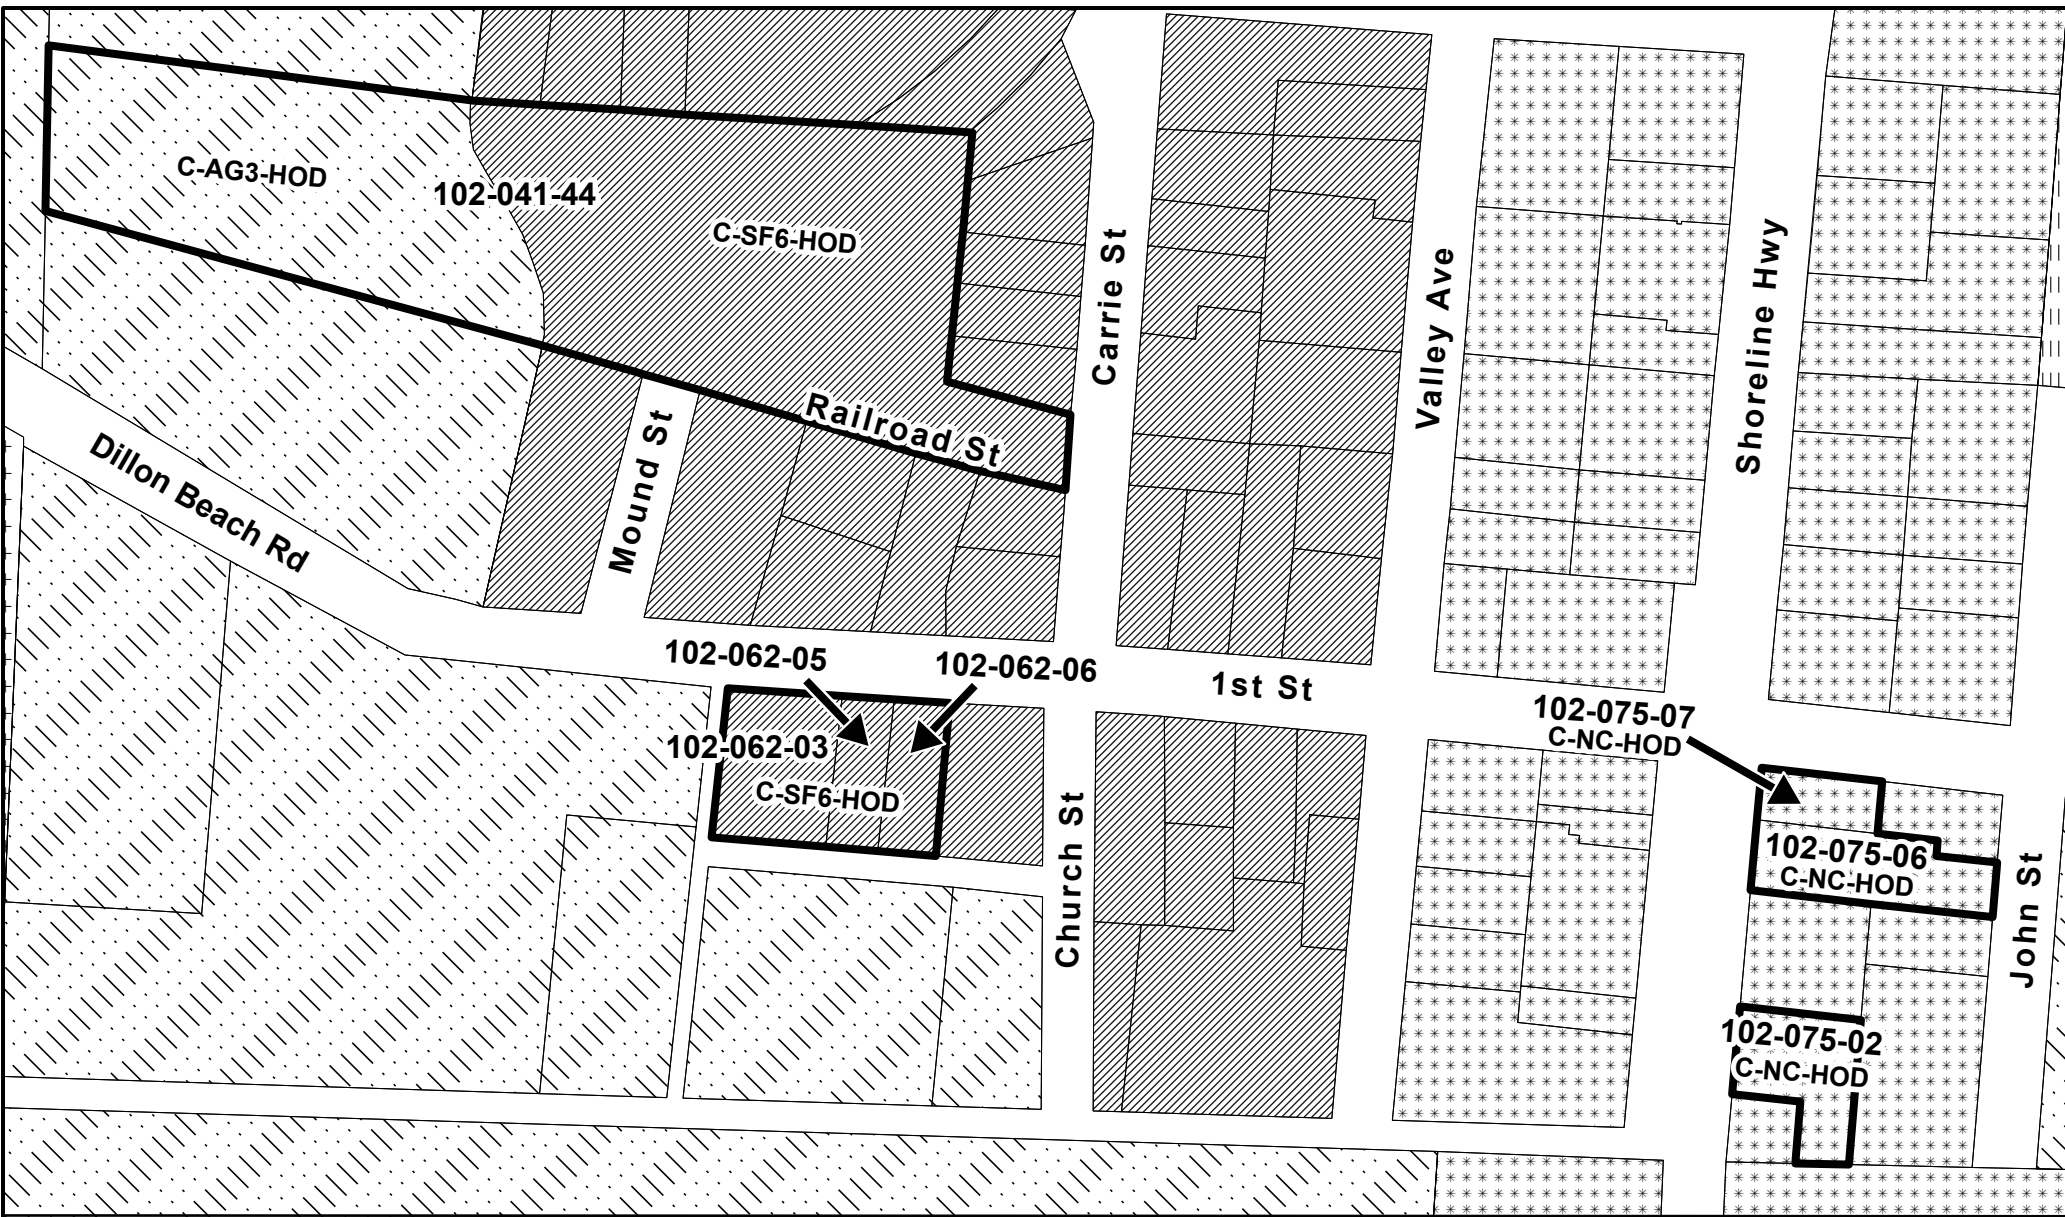 C-AG3-HOD
102-041-44
C-SF6-HOD
Carrie St
Valley Ave
Shoreline Hwy
Railroad St
Mound St
Dillon Beach Rd
102-062-05
102-062-06
1st St
102-075-07
C-NC-HOD
102-062-03
C-SF6-HOD
Church St
102-075-06
C-NC-HOD
John St
102-075-02
C-NC-HOD